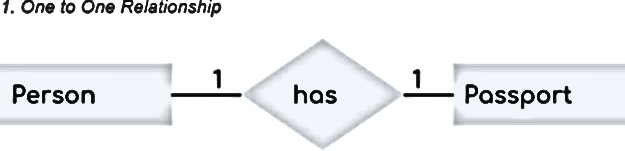 1. One to One Relationship
1 1
Person has Passport